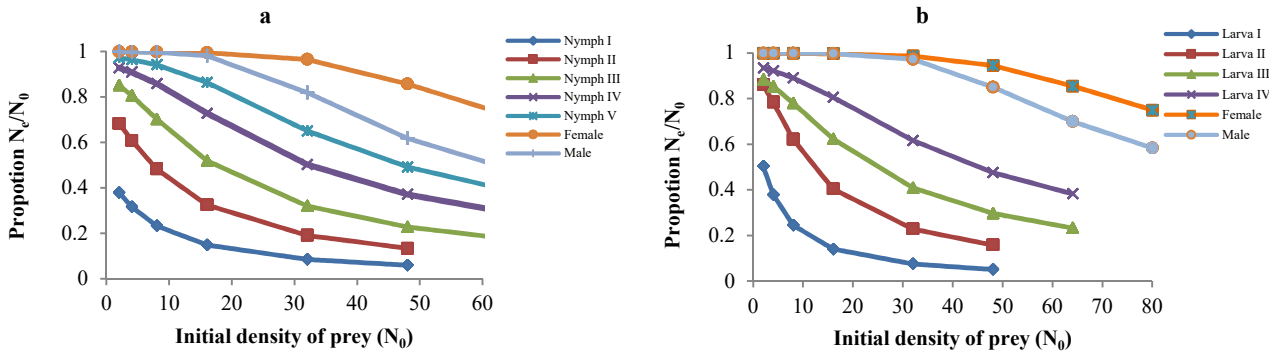 a
Propotion Ne/N0
1
0.8
0.6
0.4
0.2
0
0 10 20 30 40 50 60
Initial density of prey (N0)
Nymph I
Nymph II
Nymph III
Nymph IV
Nymph V
Female
Male
b
Propotion Ne/N0
1
0.8
0.6
0.4
0.2
0
0 10 20 30 40 50 60 70 80
Initial density of prey (N0)
Larva I
Larva II
Larva III
Larva IV
Female
Male